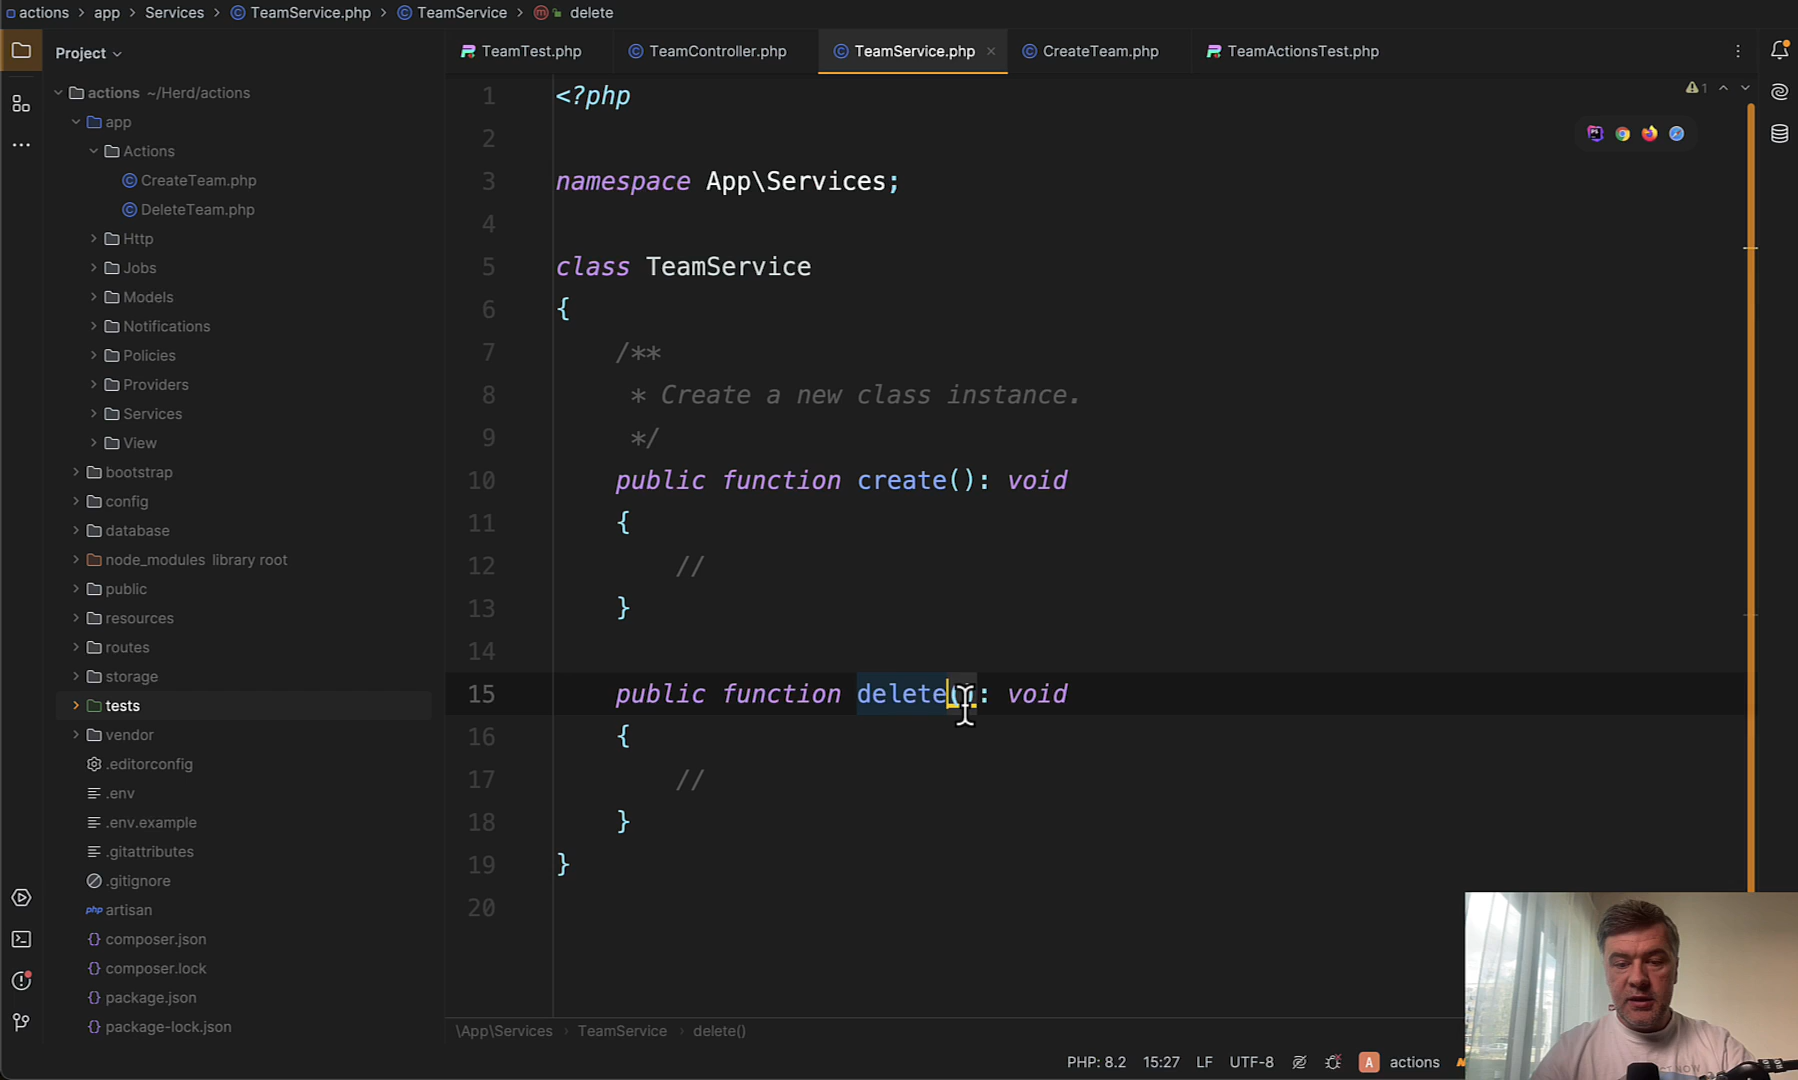 actions > app > Services > TeamService.php > TeamService > delete
Project
TeamTest.php
TeamController.php
TeamService.php
CreateTeam.php
TeamActionsTest.php
actions ~/Herd/actions
app
Actions
CreateTeam.php
DeleteTeam.php
Http
Jobs
Models
Notifications
Policies
Providers
Services
View
bootstrap
config
database
node_modules library root
public
resources
routes
storage
tests
vendor
.editorconfig
.env
.env.example
.gitattributes
.gitignore
php artisan
composer.json
composer.lock
package.json
package-lock.json
1
1 <?php
2
3 namespace App\Services;
4
5 class TeamService
6 {
7 /**
8 * Create a new class instance.
9 */
10 public function create(): void
11 {
12 //
13 }
14
15 public function delete(): void
16 {
17 //
18 }
19 }
20
\App\Services > TeamService > delete()
PHP: 8.2 15:27 LF UTF-8 A actions